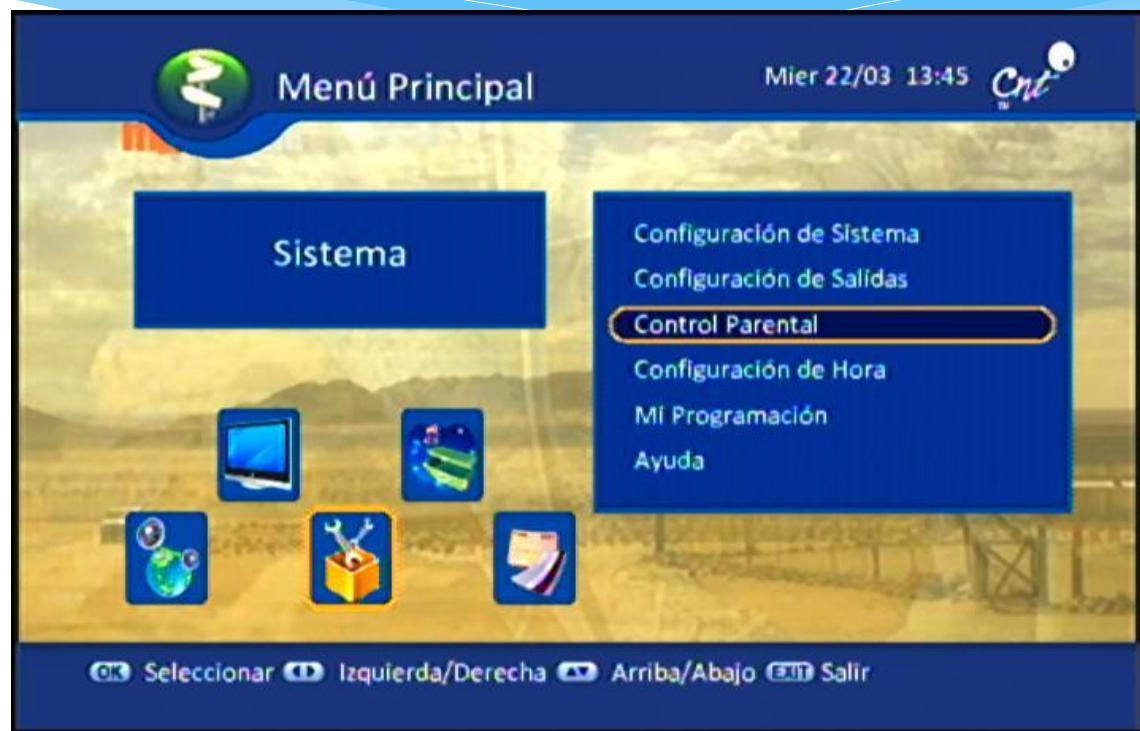 Menú Principal
Mier 22/03 13:45
Cnt
TM
Sistema
Configuración de Sistema
Configuración de Salidas
Control Parental
Configuración de Hora
Mi Programación
Ayuda
OK Seleccionar Izquierda/Derecha Arriba/Abajo EXIT Salir